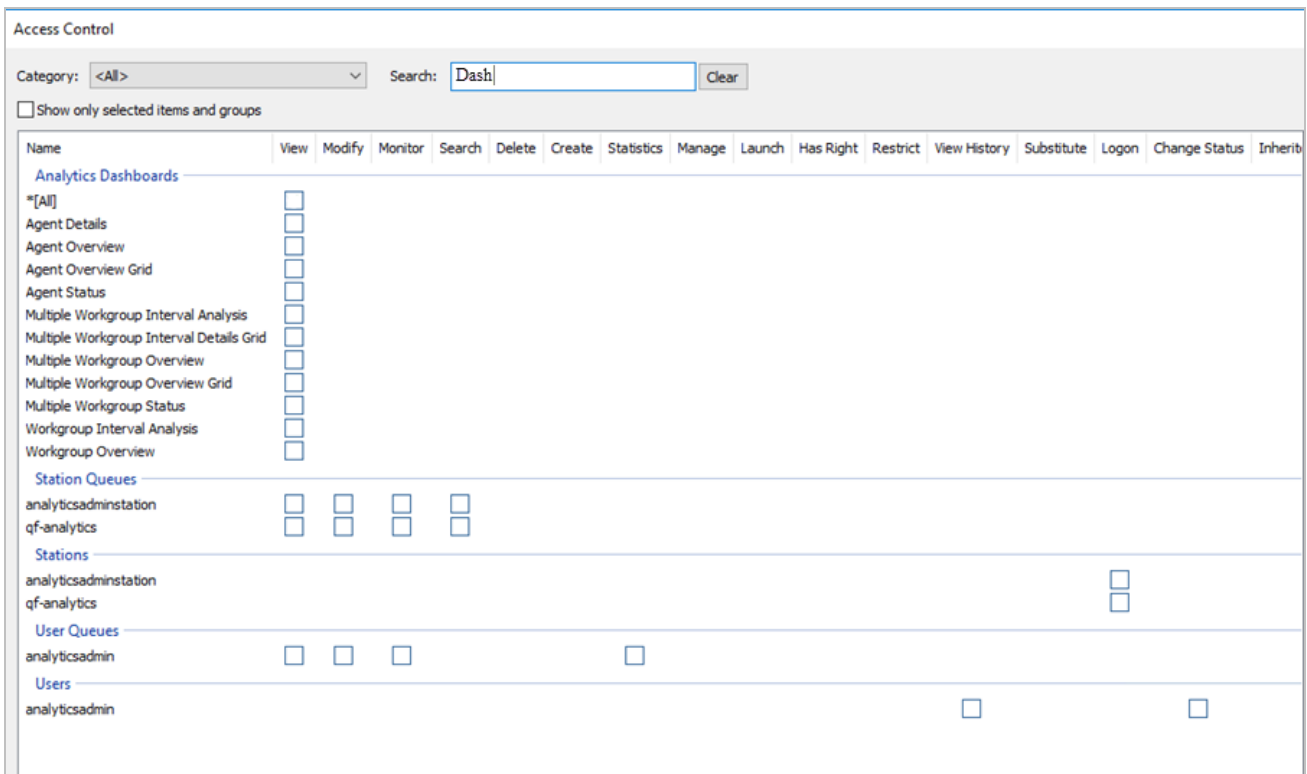 Access Control
Category: <All> Search: Dash Clear
Show only selected items and groups
Name View Modify Monitor Search Delete Create Statistics Manage Launch Has Right Restrict View History Substitute Logon Change Status Inherit
Analytics Dashboards
*[All]
Agent Details
Agent Overview
Agent Overview Grid
Agent Status
Multiple Workgroup Interval Analysis
Multiple Workgroup Interval Details Grid
Multiple Workgroup Overview
Multiple Workgroup Overview Grid
Multiple Workgroup Status
Workgroup Interval Analysis
Workgroup Overview
Station Queues
analyticsadminstation
qf-analytics
Stations
analyticsadminstation
qf-analytics
User Queues
analyticsadmin
Users
analyticsadmin